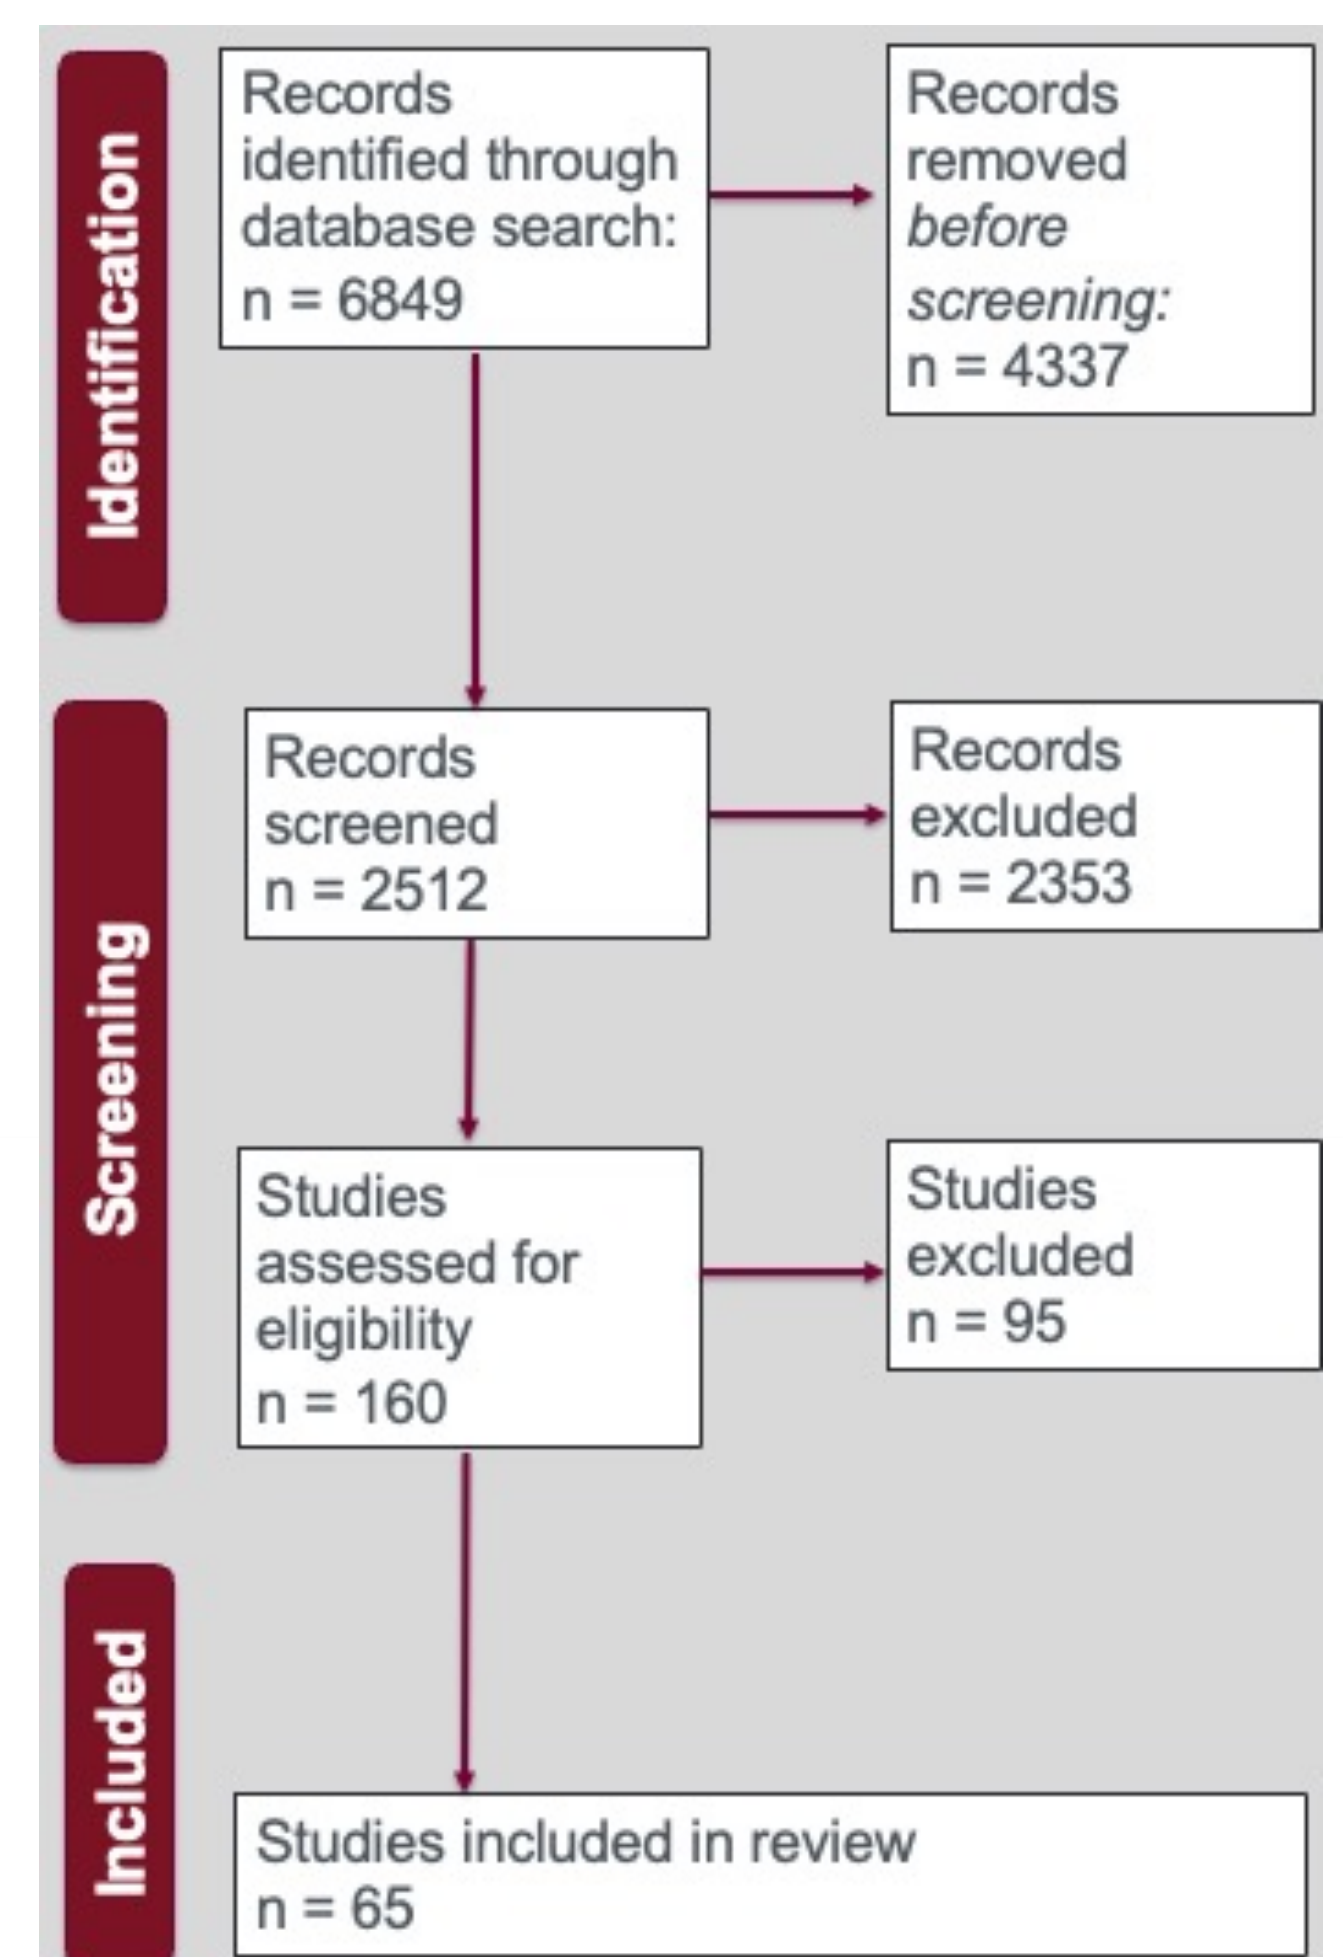 Identification
Records
identified through
database search:
n = 6849
Records
removed
before
screening:
n = 4337
Screening
Records
screened
n = 2512
Records
excluded
n = 2353
Studies
assessed for
eligibility
n = 160
Studies
excluded
n = 95
Included
Studies included in review
n = 65